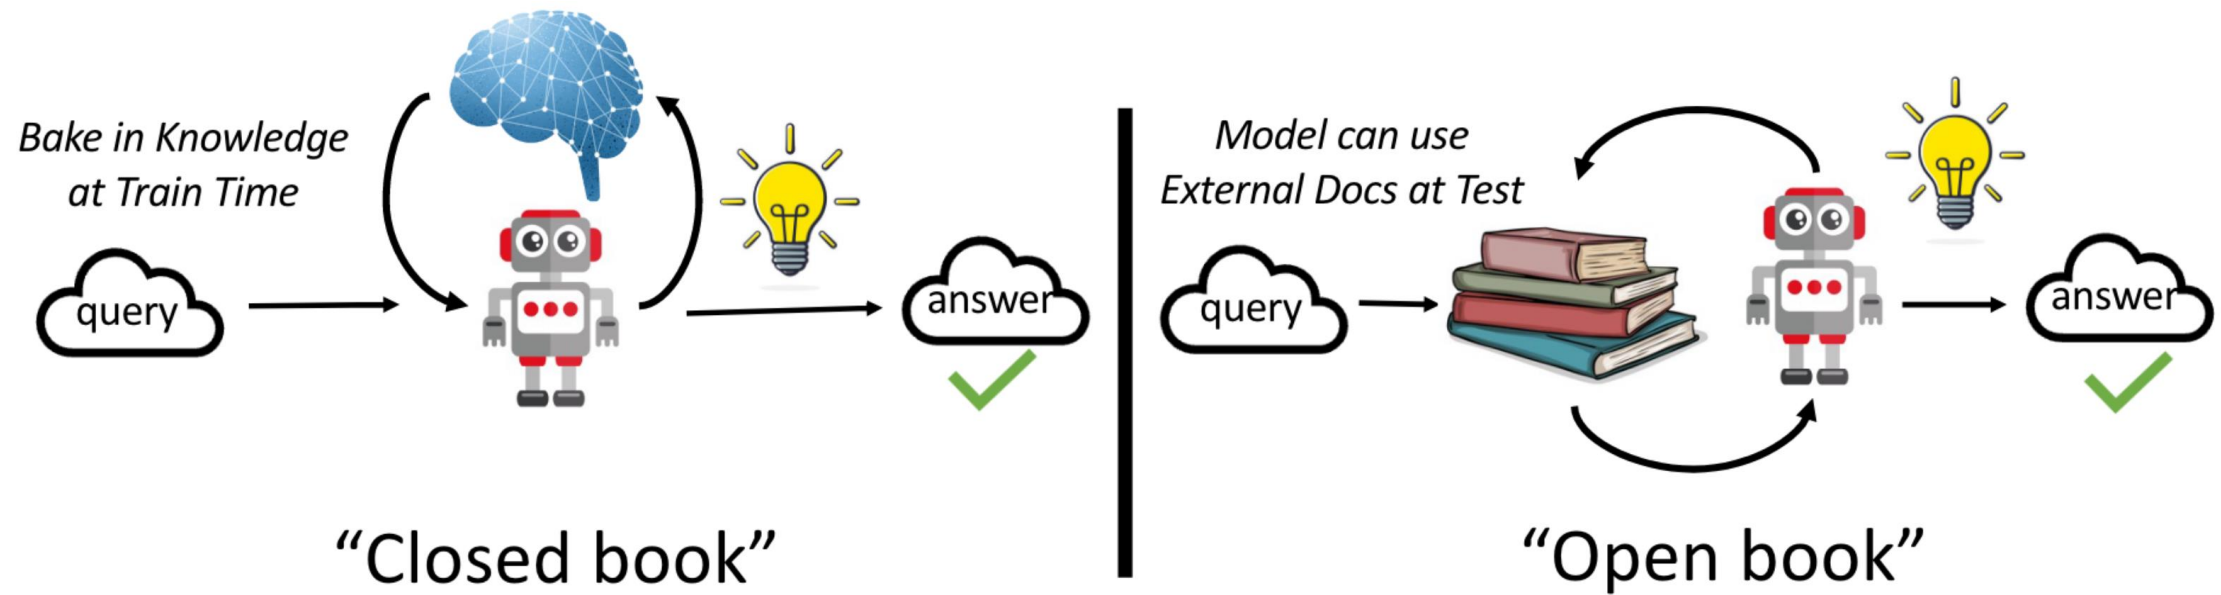 Bake in Knowledge
at Train Time
query
answer
“Closed book”
Model can use
External Docs at Test
query
answer
“Open book”